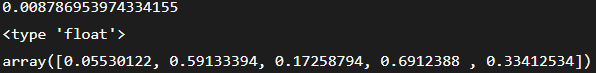 0.008786953974334155
<type 'float'>
array([0.05530122, 0.59133394, 0.17258794, 0.6912388 , 0.33412534])